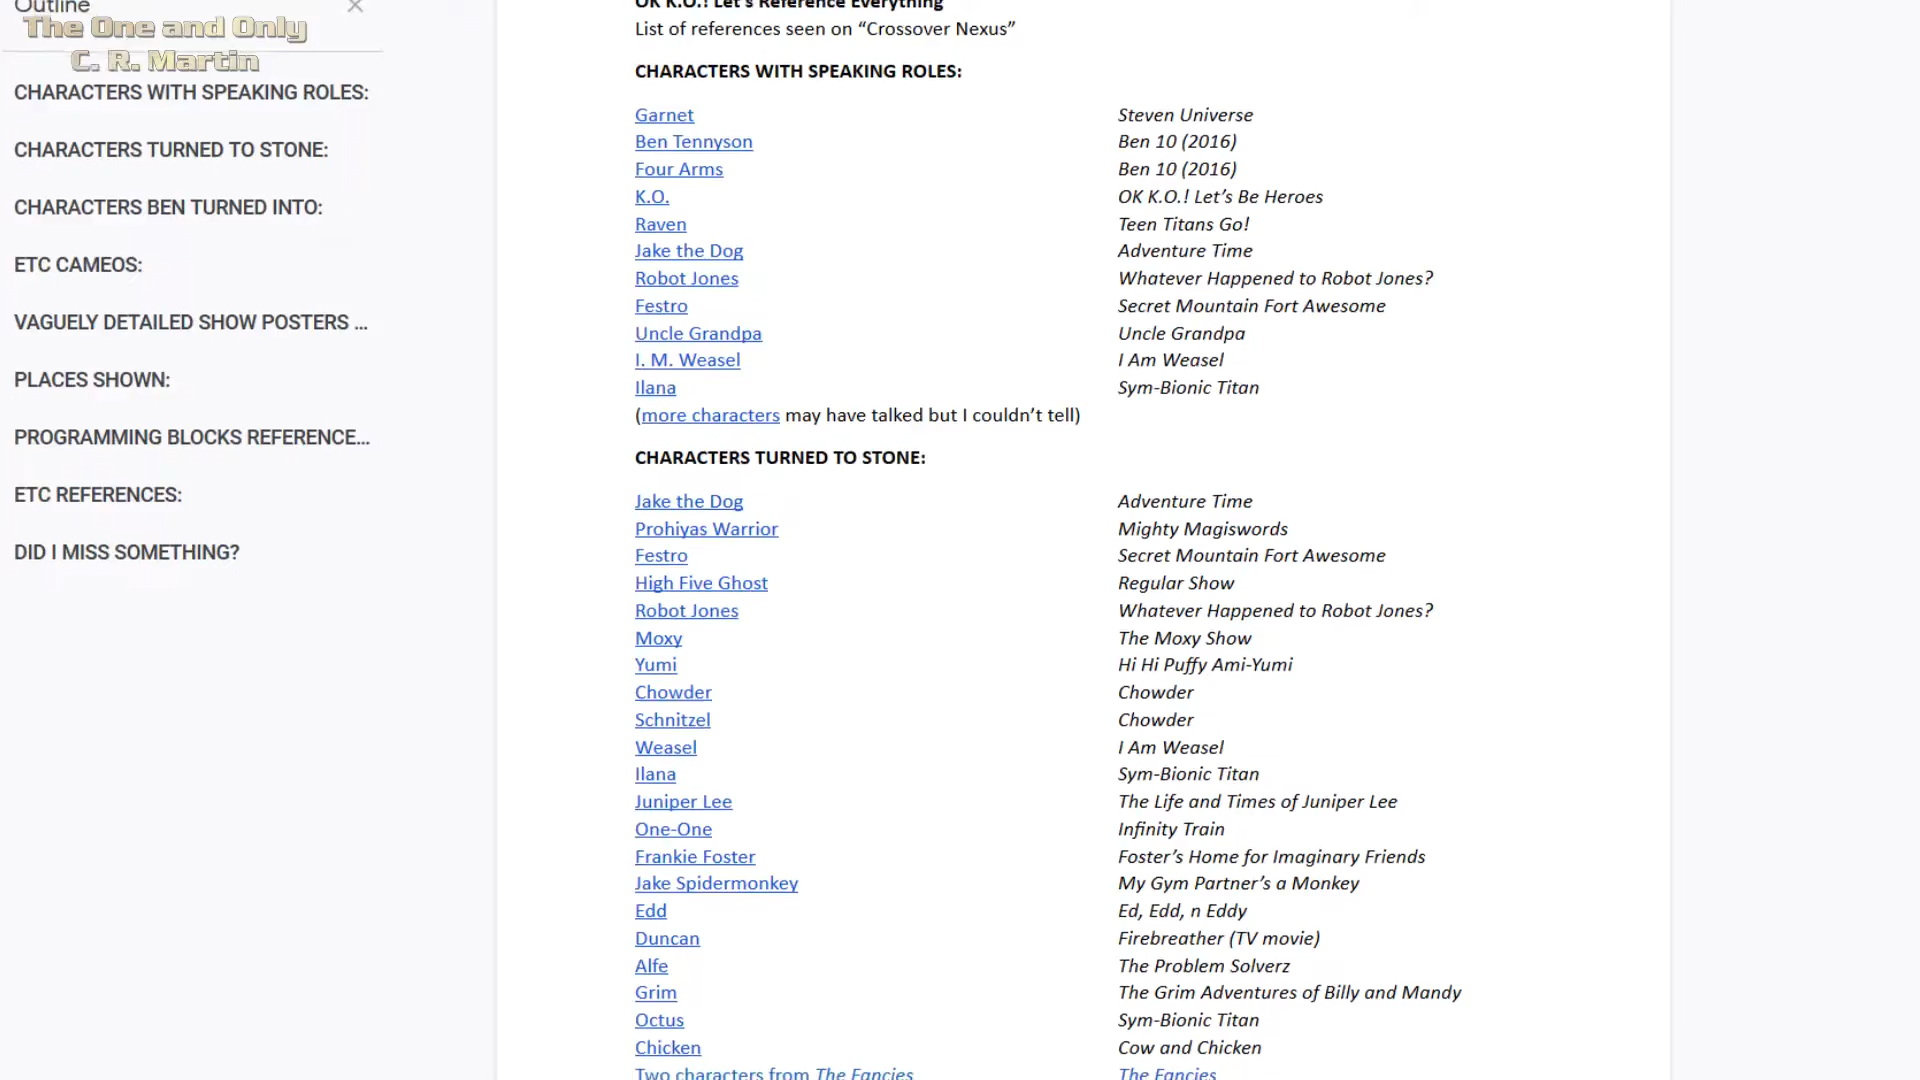 Outline
The One and Only
C. R. Martin
CHARACTERS WITH SPEAKING ROLES:
CHARACTERS TURNED TO STONE:
CHARACTERS BEN TURNED INTO:
ETC CAMEOS:
VAGUELY DETAILED SHOW POSTERS ...
PLACES SHOWN:
PROGRAMMING BLOCKS REFERENCE...
ETC REFERENCES:
DID I MISS SOMETHING?
OK K.O.! Let's Reference Everything
List of references seen on “Crossover Nexus”
CHARACTERS WITH SPEAKING ROLES:
Garnet Steven Universe
Ben Tennyson Ben 10 (2016)
Four Arms Ben 10 (2016)
K.O. OK K.O.! Let’s Be Heroes
Raven Teen Titans Go!
Jake the Dog Adventure Time
Robot Jones Whatever Happened to Robot Jones?
Festro Secret Mountain Fort Awesome
Uncle Grandpa Uncle Grandpa
I. M. Weasel I Am Weasel
Ilana Sym-Bionic Titan
(more characters may have talked but I couldn’t tell)
CHARACTERS TURNED TO STONE:
Jake the Dog Adventure Time
Prohiyas Warrior Mighty Magiswords
Festro Secret Mountain Fort Awesome
High Five Ghost Regular Show
Robot Jones Whatever Happened to Robot Jones?
Moxy The Moxy Show
Yumi Hi Hi Puffy Ami-Yumi
Chowder Chowder
Schnitzel Chowder
Weasel I Am Weasel
Ilana Sym-Bionic Titan
Juniper Lee The Life and Times of Juniper Lee
One-One Infinity Train
Frankie Foster Foster’s Home for Imaginary Friends
Jake Spidermonkey My Gym Partner’s a Monkey
Edd Ed, Edd, n Eddy
Duncan Firebreather (TV movie)
Alfe The Problem Solverz
Grim The Grim Adventures of Billy and Mandy
Octus Sym-Bionic Titan
Chicken Cow and Chicken
Two characters from The Fancies The Fancies